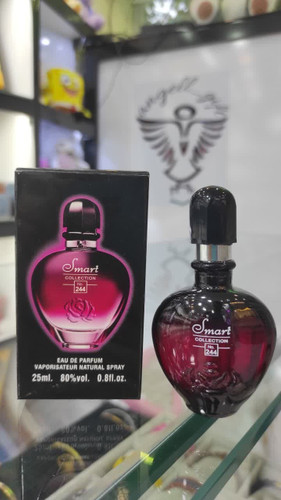 Smart
COLLECTION
No.
244
EAU DE PARFUM
VAPORISATEUR NATURAL SPRAY
25ml. 80%vol. 0.8fl.oz.
Smart
COLLECTION
No.
244